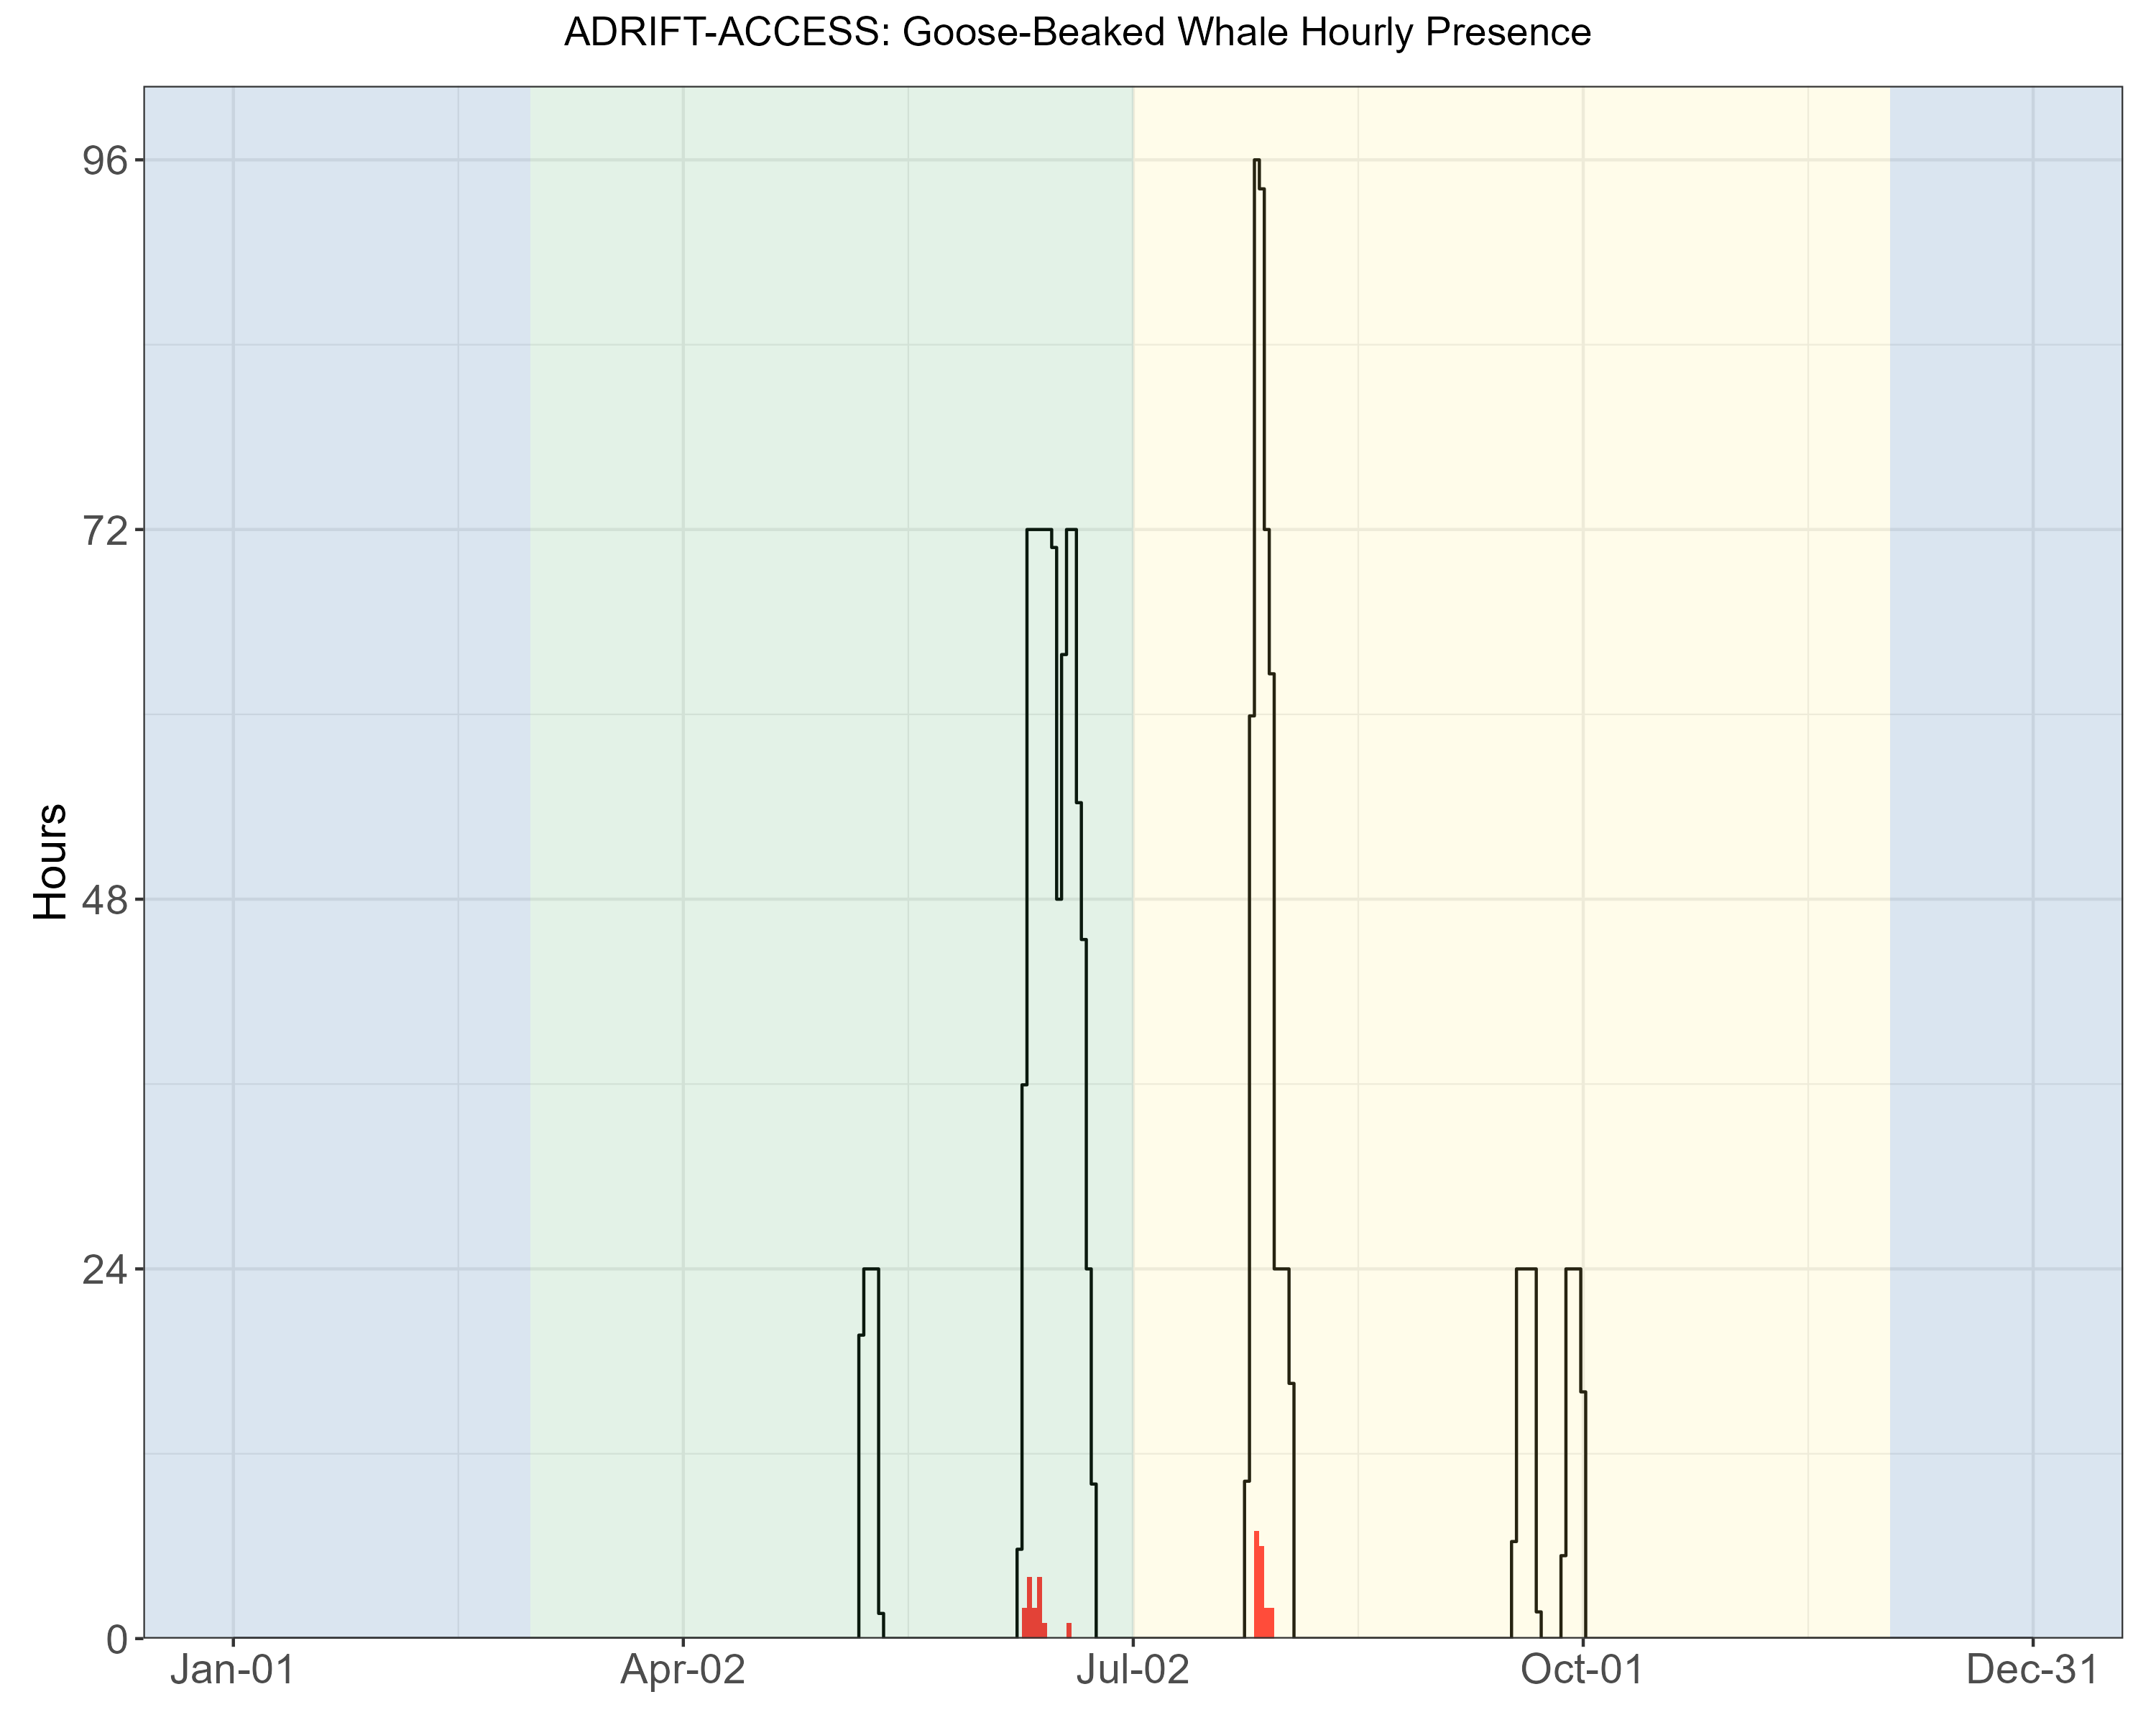 ADRIFT-ACCESS: Goose-Beaked Whale Hourly Presence
96
72
48
24
0
Hours
Jan-01
Apr-02
Jul-02
Oct-01
Dec-31